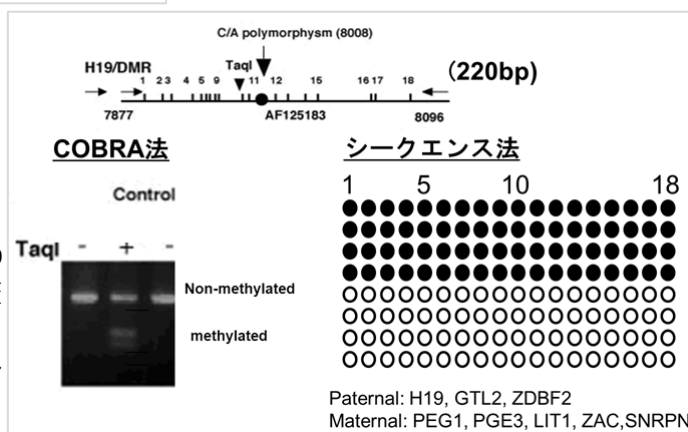 C/A polymorphysm (8008)
H19/DMR
TaqI
(220bp)
1 2 3 4 5 9 11 12 15 16 17 18
7877
AF125183
8096
COBRA法
シークエンス法
1 5 10 18
Control
TaqI - + -
Non-methylated
methylated
Paternal: H19, GTL2, ZDBF2
Maternal: PEG1, PGE3, LIT1, ZAC,SNRPN